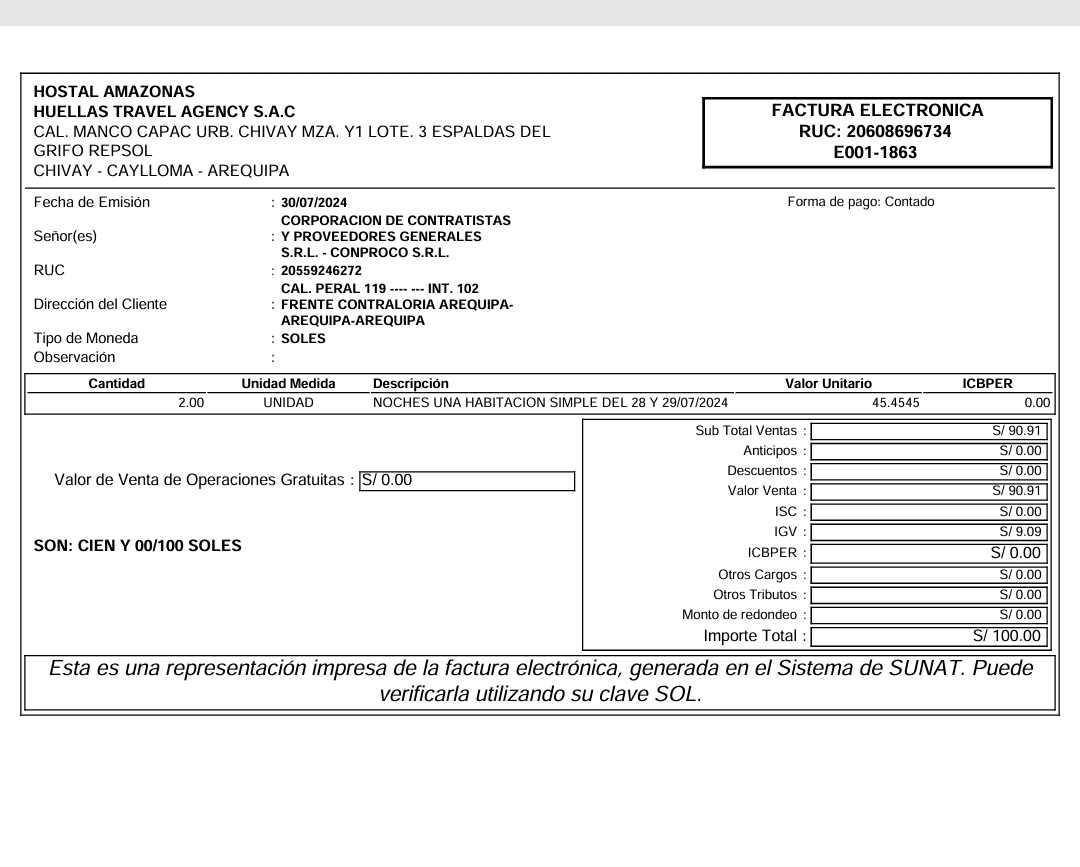 HOSTAL AMAZONAS
HUELLAS TRAVEL AGENCY S.A.C
CAL. MANCO CAPAC URB. CHIVAY MZA. Y1 LOTE. 3 ESPALDAS DEL
GRIFO REPSOL
CHIVAY - CAYLLOMA - AREQUIPA
FACTURA ELECTRONICA
RUC: 20608696734
E001-1863
Fecha de Emisión : 30/07/2024
Forma de pago: Contado
CORPORACION DE CONTRATISTAS
Señor(es) : Y PROVEEDORES GENERALES
S.R.L. - CONPROCO S.R.L.
RUC : 20559246272
CAL. PERAL 119 ---- --- INT. 102
Dirección del Cliente : FRENTE CONTRALORIA AREQUIPA-
AREQUIPA-AREQUIPA
Tipo de Moneda : SOLES
Observación :
Cantidad Unidad Medida Descripción Valor Unitario ICBPER
2.00 UNIDAD NOCHES UNA HABITACION SIMPLE DEL 28 Y 29/07/2024 45.4545 0.00
Sub Total Ventas : S/ 90.91
Anticipos : S/ 0.00
Descuentos : S/ 0.00
Valor de Venta de Operaciones Gratuitas : S/ 0.00
Valor Venta : S/ 90.91
ISC : S/ 0.00
IGV : S/ 9.09
SON: CIEN Y 00/100 SOLES
ICBPER : S/ 0.00
Otros Cargos : S/ 0.00
Otros Tributos : S/ 0.00
Monto de redondeo : S/ 0.00
Importe Total : S/ 100.00
Esta es una representación impresa de la factura electrónica, generada en el Sistema de SUNAT. Puede
verificarla utilizando su clave SOL.